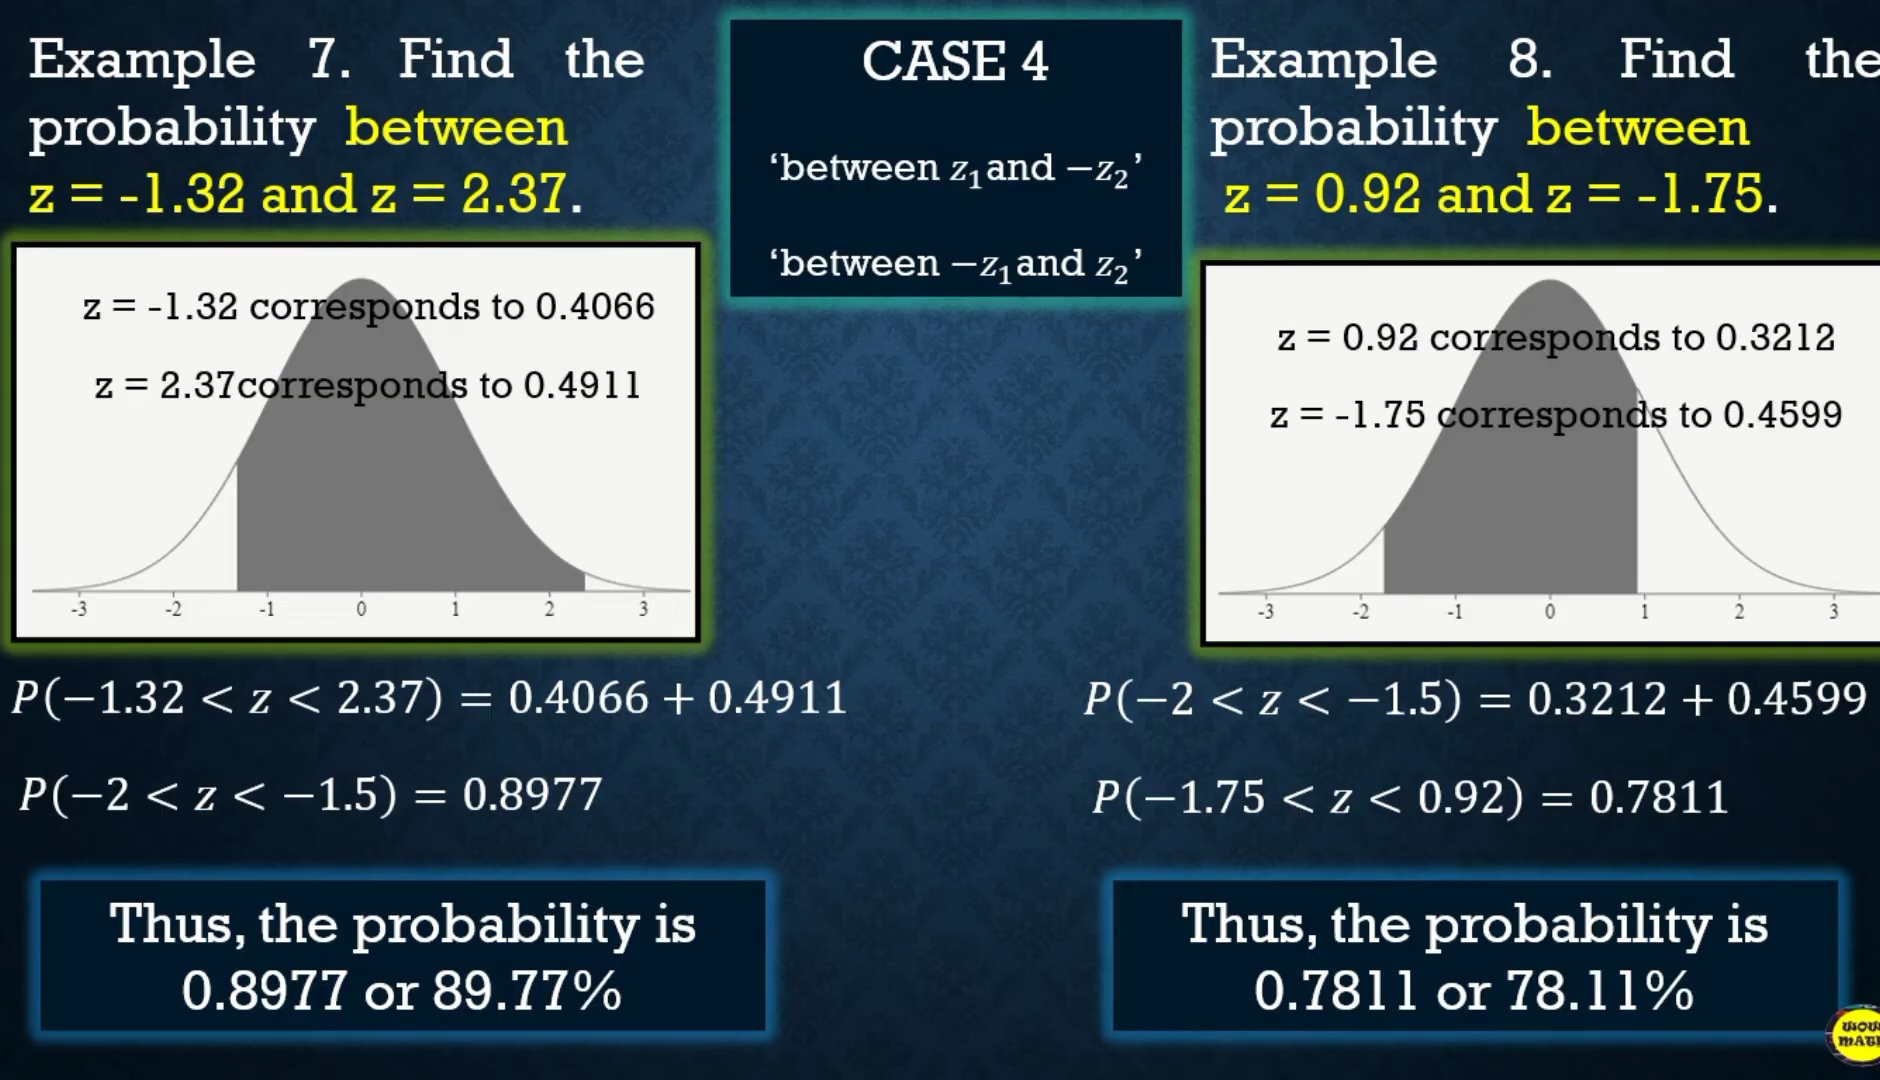 Example 7. Find the
probability between
z = -1.32 and z = 2.37.
z = -1.32 corresponds to 0.4066
z = 2.37corresponds to 0.4911
-3 -2 -1 0 1 2 3
P(−1.32 < z < 2.37) = 0.4066 + 0.4911
P(−2 < z < −1.5) = 0.8977
Thus, the probability is
0.8977 or 89.77%
CASE 4
‘between z₁and −z₂’
‘between −z₁and z₂’
Example 8. Find the
probability between
z = 0.92 and z = -1.75.
z = 0.92 corresponds to 0.3212
z = -1.75 corresponds to 0.4599
-3 -2 -1 0 1 2 3
P(−2 < z < −1.5) = 0.3212 + 0.4599
P(−1.75 < z < 0.92) = 0.7811
Thus, the probability is
0.7811 or 78.11%